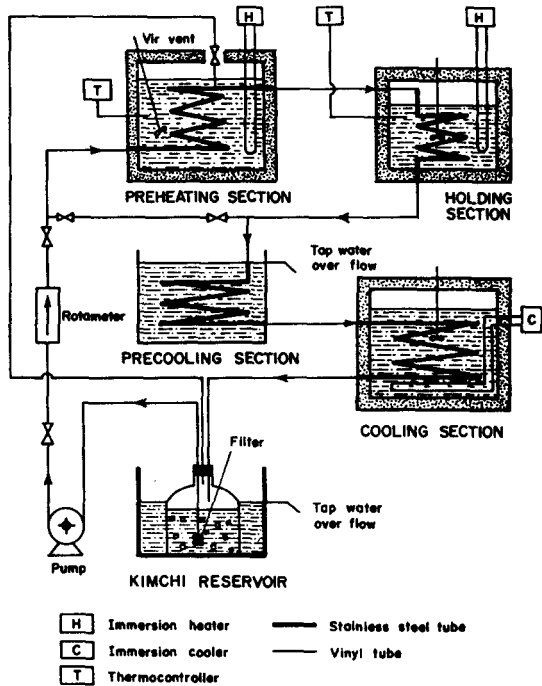 H
T
H
Vir vent
T
PREHEATING SECTION
HOLDING
SECTION
Tap water
over flow
Rotameter
C
PRECOOLING SECTION
COOLING SECTION
Filter
Tap water
over flow
Pump
KIMCHI RESERVOIR
H Immersion heater
Stainless steel tube
C Immersion cooler
Vinyl tube
T Thermocontroller